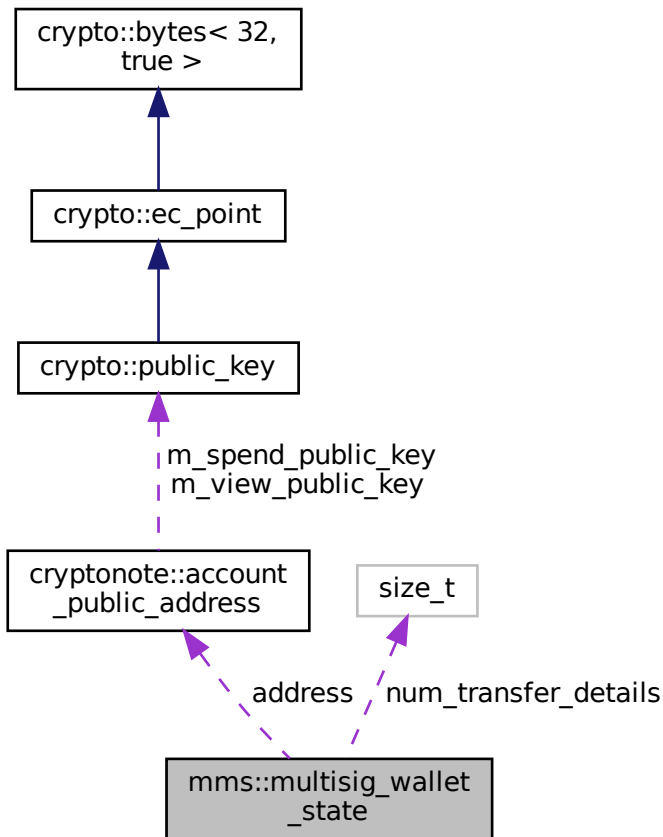 crypto::bytes< 32,
true >
crypto::ec_point
crypto::public_key
m_spend_public_key
m_view_public_key
cryptonote::account
_public_address
size_t
address
num_transfer_details
mms::multisig_wallet
_state